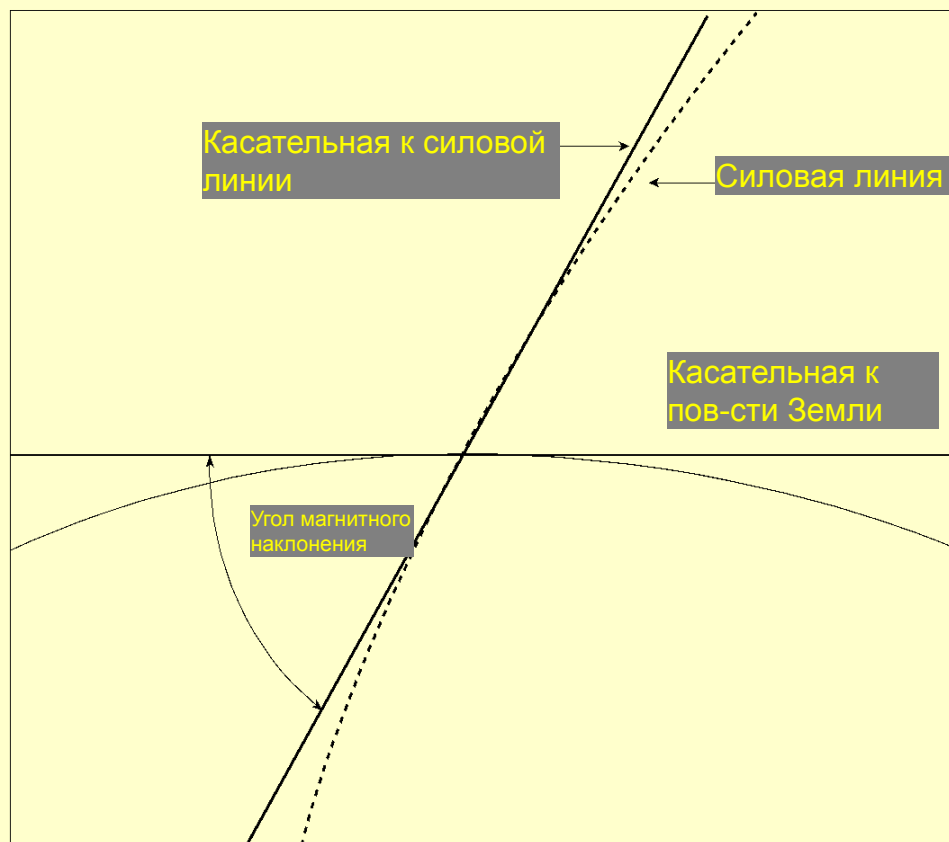 Касательная к силовой
линии
Силовая линия
Касательная к
пов-сти Земли
Угол магнитного
наклонения